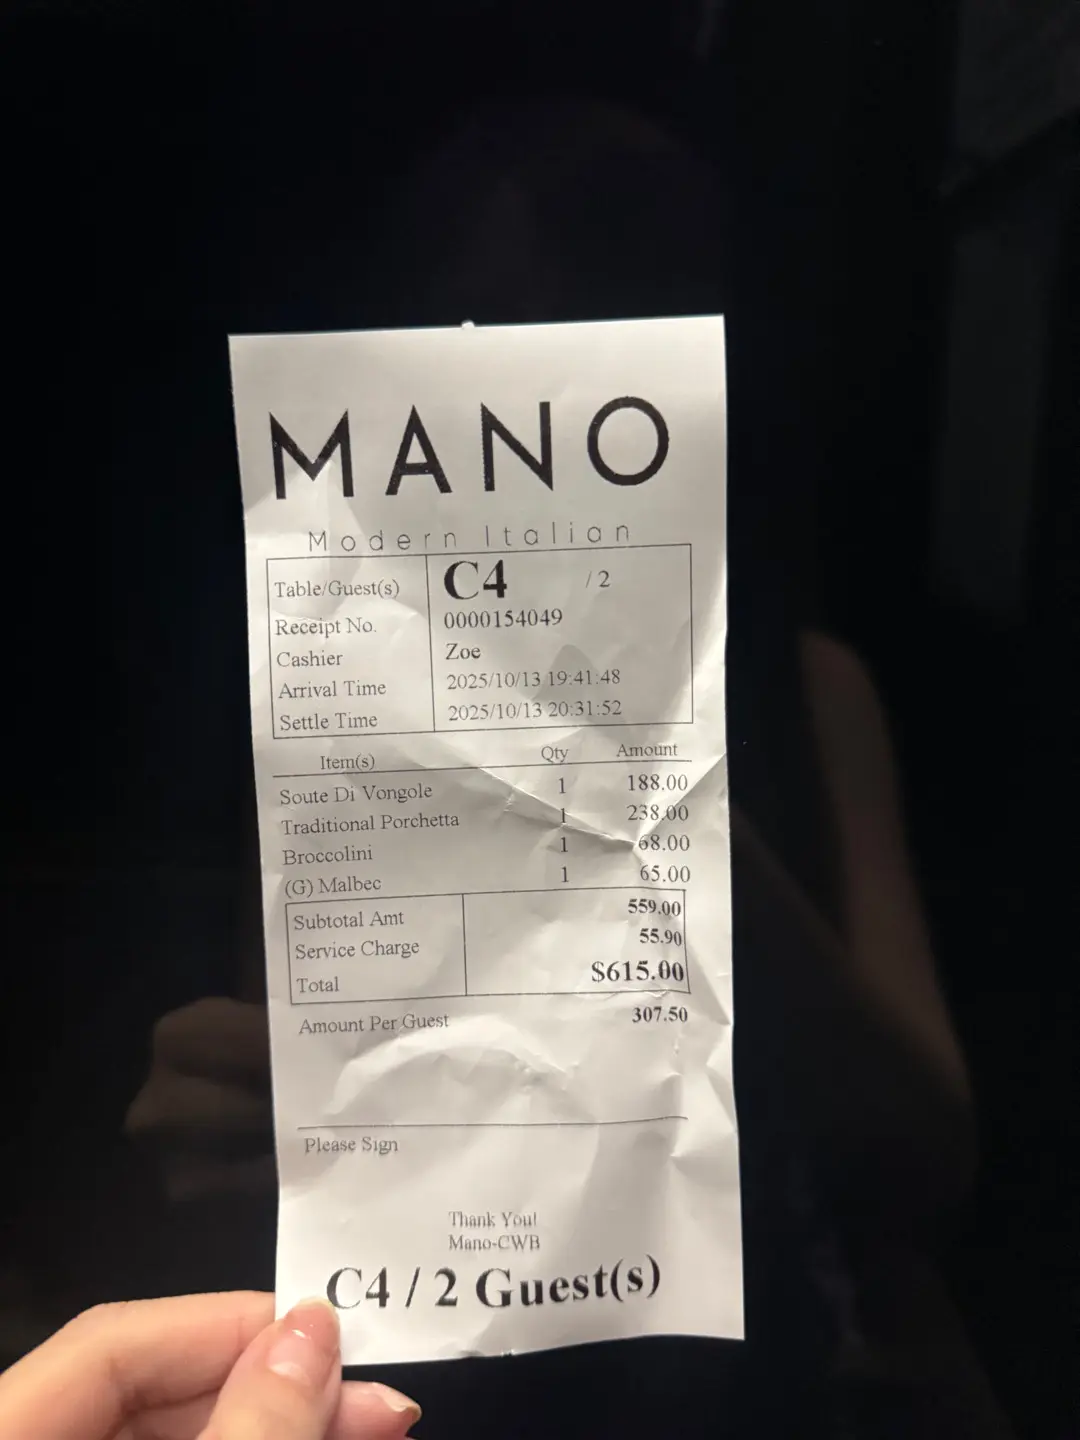 MANO
Modern Italian
Table/Guest(s) C4 / 2
Receipt No. 0000154049
Cashier Zoe
Arrival Time 2025/10/13 19:41:48
Settle Time 2025/10/13 20:31:52
Item(s) Qty Amount
Soute Di Vongole 1 188.00
Traditional Porchetta 1 238.00
Broccolini 1 68.00
(G) Malbec 1 65.00
Subtotal Amt 559.00
Service Charge 55.90
Total $615.00
Amount Per Guest 307.50
Please Sign
Thank You!
Mano-CWB
C4 / 2 Guest(s)